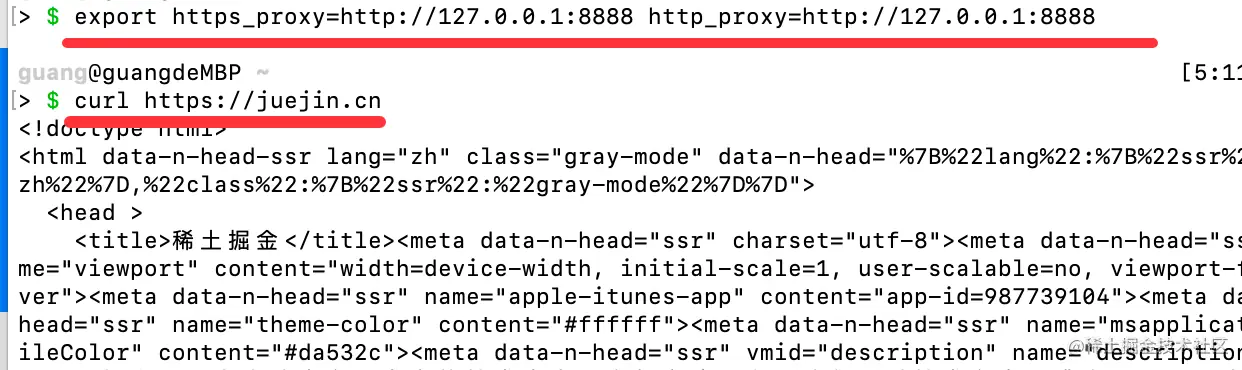 [> $ export https_proxy=http://127.0.0.1:8888 http_proxy=http://127.0.0.1:8888
guang@guangdeMBP ~ [5:11
[> $ curl https://juejin.cn
<!doctype html>
<html data-n-head-ssr lang="zh" class="gray-mode" data-n-head="%7B%22lang%22:%7B%22ssr%2
zh%22%7D,%22class%22:%7B%22ssr%22:%22gray-mode%22%7D%7D">
<head >
<title>稀土掘金</title><meta data-n-head="ssr" charset="utf-8"><meta data-n-head="ss
me="viewport" content="width=device-width, initial-scale=1, user-scalable=no, viewport-f
ver"><meta data-n-head="ssr" name="apple-itunes-app" content="app-id=987739104"><meta da
head="ssr" name="theme-color" content="#ffffff"><meta data-n-head="ssr" name="msapplicat
ileColor" content="#da532c"><meta data-n-head="ssr" vmid="description" name="description
@稀土掘金技术社区